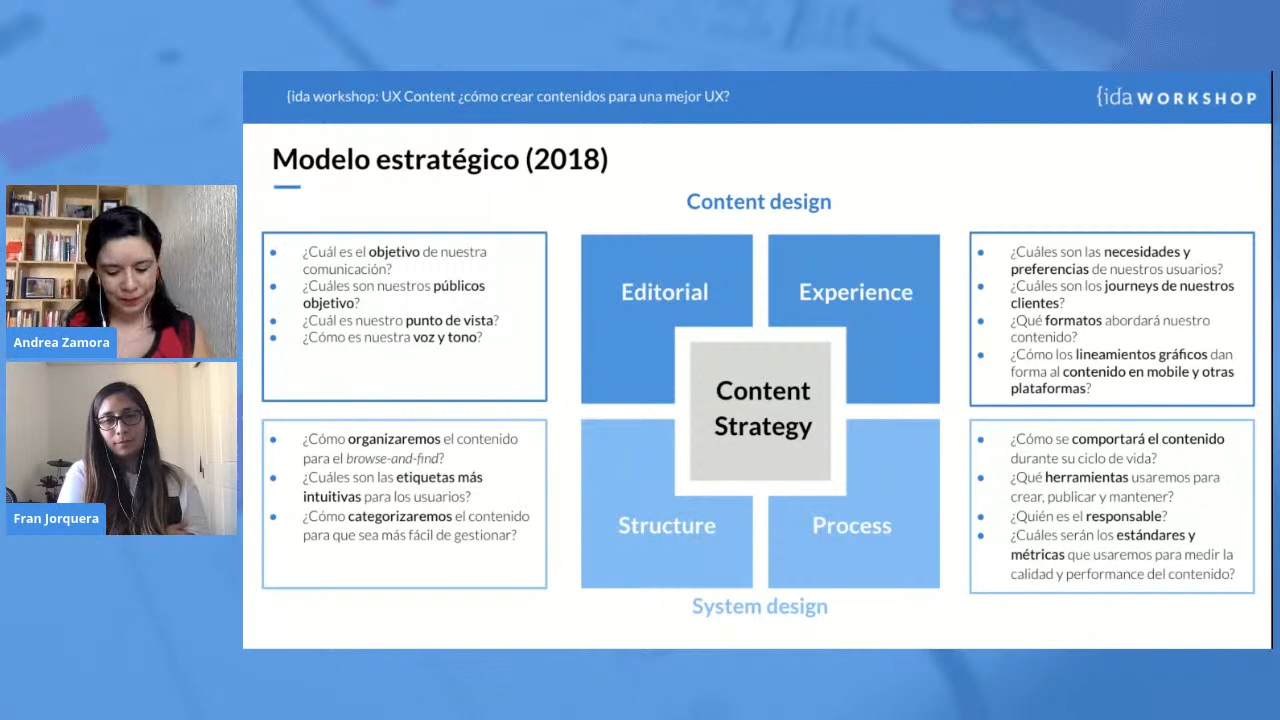 {ida workshop: UX Content ¿cómo crear contenidos para una mejor UX?
{ida WORKSHOP
Modelo estratégico (2018)
Content design
¿Cuál es el objetivo de nuestra
comunicación?
¿Cuáles son nuestros públicos
objetivo?
¿Cuál es nuestro punto de vista?
¿Cómo es nuestra voz y tono?
Editorial
Experience
¿Cuáles son las necesidades y
preferencias de nuestros usuarios?
¿Cuáles son los journeys de nuestros
clientes?
¿Qué formatos abordará nuestro
contenido?
¿Cómo los lineamientos gráficos dan
forma al contenido en mobile y otras
plataformas?
Content
Strategy
¿Cómo organizaremos el contenido
para el browse-and-find?
¿Cuáles son las etiquetas más
intuitivas para los usuarios?
¿Cómo categorizaremos el contenido
para que sea más fácil de gestionar?
Structure
Process
¿Cómo se comportará el contenido
durante su ciclo de vida?
¿Qué herramientas usaremos para
crear, publicar y mantener?
¿Quién es el responsable?
¿Cuáles serán los estándares y
métricas que usaremos para medir la
calidad y performance del contenido?
System design
Andrea Zamora
Fran Jorquera